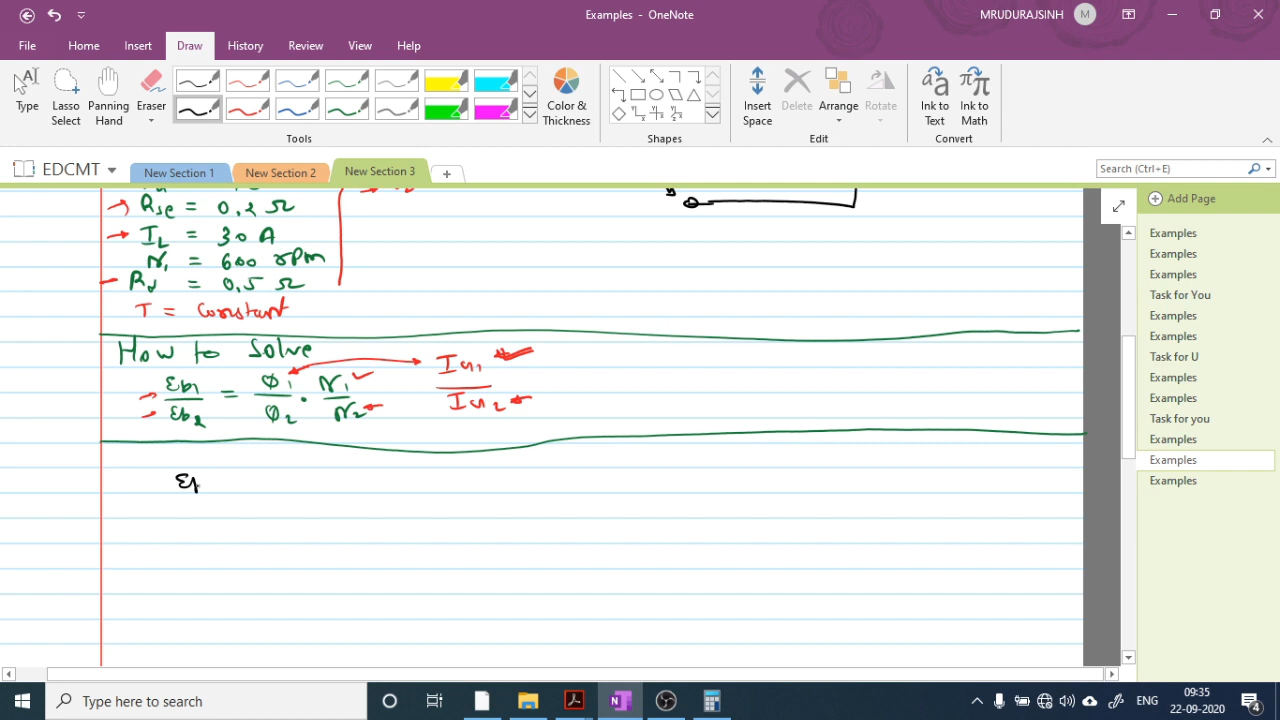 Examples - OneNote
MRUDURAJSINH M
File Home Insert Draw History Review View Help
Type Lasso Select Panning Hand Eraser
Color & Thickness
Insert Space Delete Arrange Rotate
Ink to Text Ink to Math
Tools Shapes Edit Convert
EDCMT New Section 1 New Section 2 New Section 3 +
Search (Ctrl+E)
Add Page
Examples
Examples
Examples
Task for You
Examples
Examples
Task for U
Examples
Examples
Task for you
Examples
Examples
Examples
Rse = 0.2 Ω
IL = 30 A
N1 = 600 rpm
Rd = 0.5 Ω
T = Constant
How to Solve
Eb1/Eb2 = Φ1/Φ2 · N1/N2 Ia1/Ia2
Type here to search
ENG
09:35
22-09-2020
4